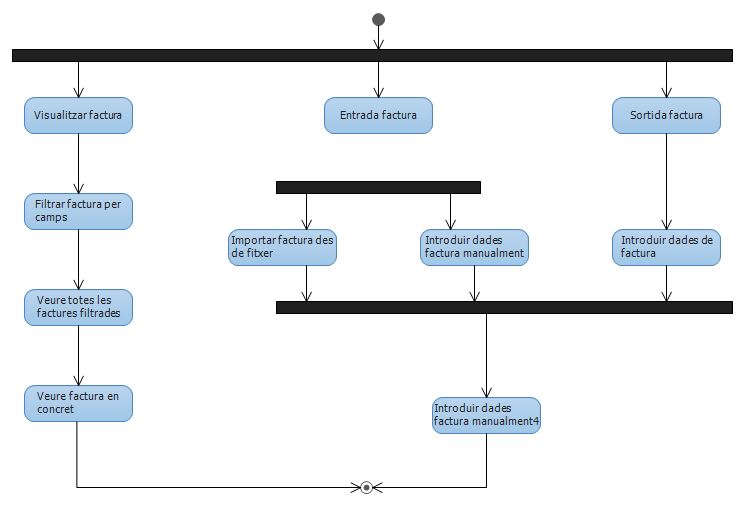 Visualitzar factura
Entrada factura
Sortida factura
Filtrar factura per
camps
Importar factura des
de fitxer
Introduir dades
factura manualment
Introduir dades de
factura
Veure totes les
factures filtrades
Veure factura en
concret
Introduir dades
factura manualment4